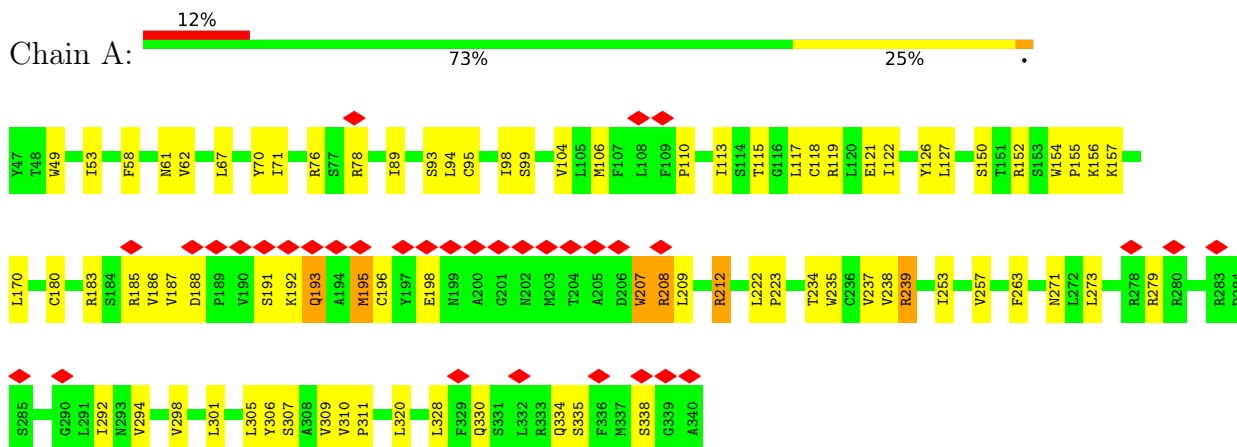 12%
Chain A:
73% 25% •
Y47 T48 W49 I53 F58 N61 V62 L67 Y70 I71 R76 S77 R78 I89 S93 L94 C95 I98 S99 V104 L105 M106 F107 L108 F109 P110 I113 S114 T115 G116 L117 C118 R119 L120 E121 I122 Y126 L127 S150 T151 R152 S153 W154 P155 K156 K157
L170 C180 R183 S184 R185 V186 V187 D188 P189 V190 S191 K192 Q193 A194 M195 C196 Y197 E198 N199 A200 G201 N202 M203 T204 A205 D206 W207 R208 L209 R212 L222 P223 T234 W235 C236 V237 V238 R239 I253 V257 F263 N271 L272 L273 R278 R279 R280 R283
S285 G290 L291 I292 N293 V294 V298 L301 L305 Y306 S307 A308 V309 V310 P311 L320 L328 F329 Q330 S331 L332 R333 Q334 S335 F336 M337 S338 G339 A340